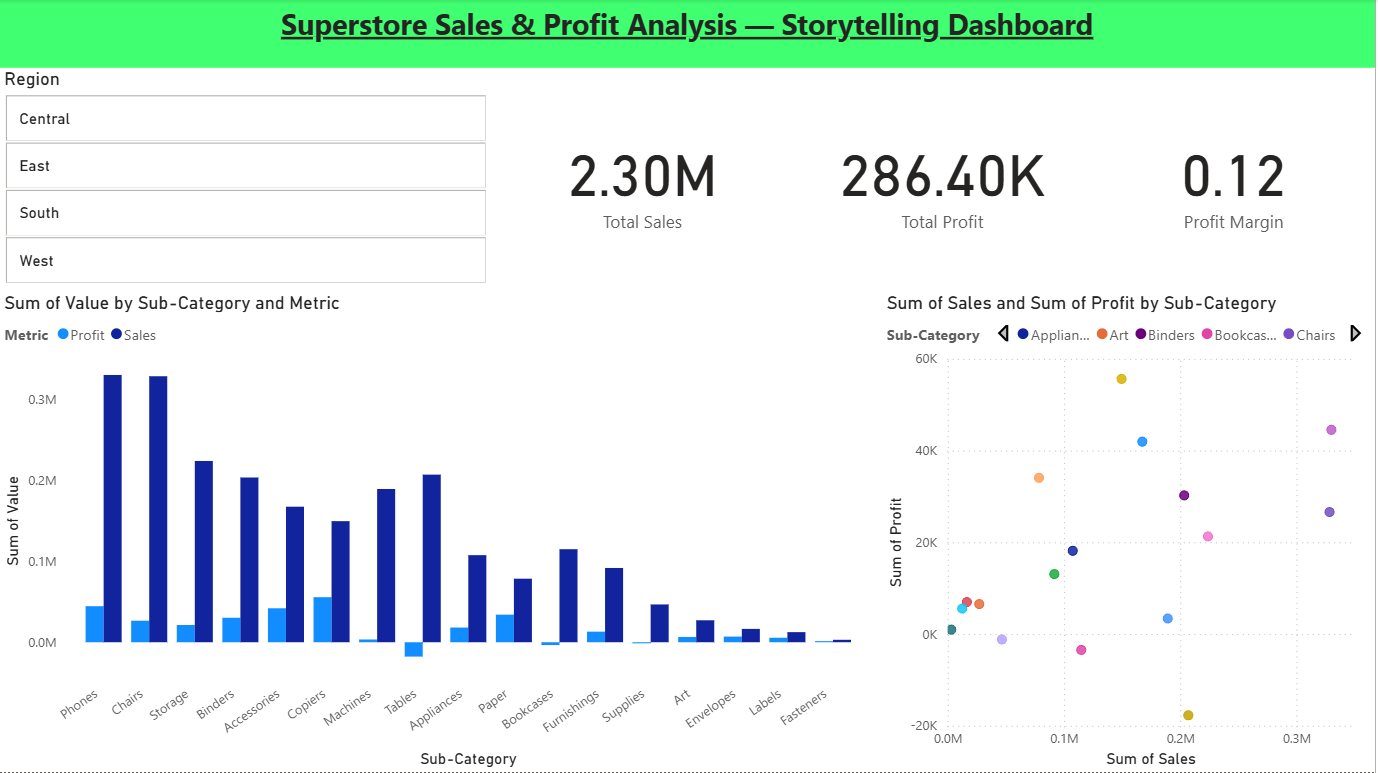 Superstore Sales & Profit Analysis — Storytelling Dashboard
Region
Central
East
South
West
2.30M
Total Sales
286.40K
Total Profit
0.12
Profit Margin
Sum of Value by Sub-Category and Metric
Metric Profit Sales
Sum of Value
0.3M
0.2M
0.1M
0.0M
Phones
Chairs
Storage
Binders
Accessories
Copiers
Machines
Tables
Appliances
Paper
Bookcases
Furnishings
Supplies
Art
Envelopes
Labels
Fasteners
Sub-Category
Sum of Sales and Sum of Profit by Sub-Category
Sub-Category Applian... Art Binders Bookcas... Chairs
Sum of Profit
60K
40K
20K
0K
-20K
0.0M 0.1M 0.2M 0.3M
Sum of Sales